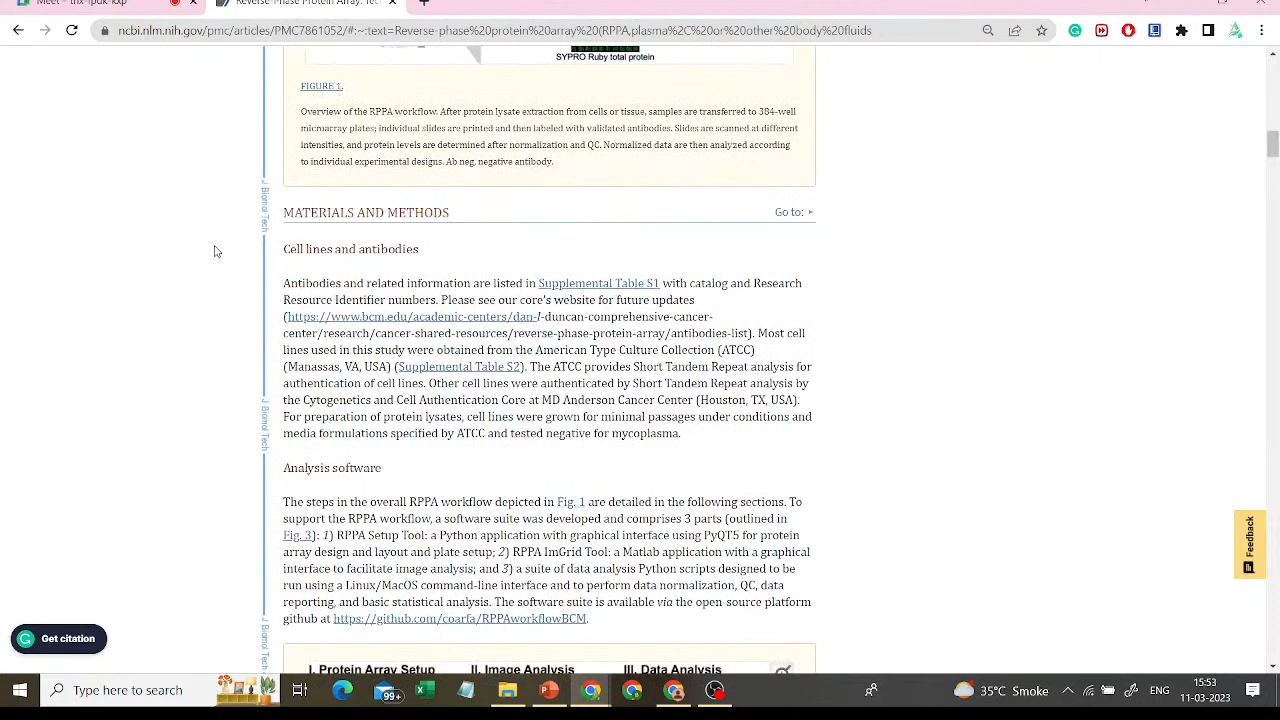 Reverse-Phase Protein Array: Te
ncbi.nlm.nih.gov/pmc/articles/
#:~:text=Reverse-phase%20protein%20array%20(RPPA,plasma%2C%20or%20other%20body%20fluids
SYPRO Ruby total protein
FIGURE 1.
Overview of the RPPA workflow. After protein lysate extraction from cells or tissue, samples are transferred to 384-well
microarray plates; individual slides are printed and then labeled with validated antibodies. Slides are scanned at different
intensities, and protein levels are determined after normalization and QC. Normalized data are then analyzed according
to individual experimental designs. Ab neg, negative antibody.
MATERIALS AND METHODS
Go to:
Cell lines and antibodies
Antibodies and related information are listed in Supplemental Table S1 with catalog and Research
Resource Identifier numbers. Please see our core's website for future updates
(https://www.bcm.edu/academic-centers/dan-l-duncan-comprehensive-cancer-
center/research/cancer-shared-resources/reverse-phase-protein-array/antibodies-list). Most cell
lines used in this study were obtained from the American Type Culture Collection (ATCC)
(Manassas, VA, USA) (Supplemental Table S2). The ATCC provides Short Tandem Repeat analysis for
authentication of cell lines. Other cell lines were authenticated by Short Tandem Repeat analysis by
the Cytogenetics and Cell Authentication Core at MD Anderson Cancer Center (Houston, TX, USA).
For preparation of protein lysates, cell lines were grown for minimal passages under conditions and
media formulations specified by ATCC and tested negative for mycoplasma.
Analysis software
The steps in the overall RPPA workflow depicted in Fig. 1 are detailed in the following sections. To
support the RPPA workflow, a software suite was developed and comprises 3 parts (outlined in
Fig. 3): 1) RPPA Setup Tool: a Python application with graphical interface using PyQT5 for protein
array design and layout and plate setup; 2) RPPA ImGrid Tool: a Matlab application with a graphical
interface to facilitate image analysis; and 3) a suite of data analysis Python scripts designed to be
run using a Linux/MacOS command-line interface and to perform data normalization, QC, data
reporting, and basic statistical analysis. The software suite is available via the open-source platform
github at https://github.com/coarfa/RPPAworkflowBCM.
I. Protein Array Setup
II. Image Analysis
III. Data Analysis
J Biomol Tech
J Biomol Tech
J Biomol Tech
Feedback
Get citation
Type here to search
99+
35°C Smoke
ENG
15:53
11-03-2023